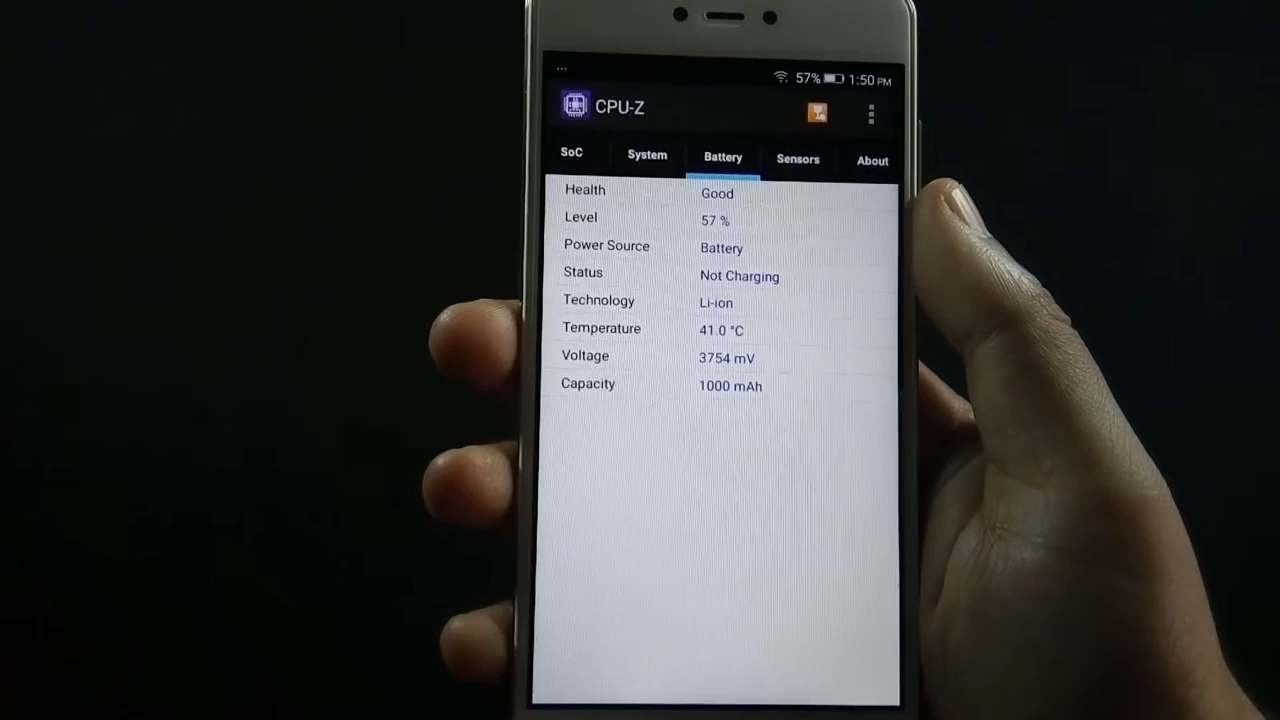 ... 57% 1:50 PM
CPU-Z
SoC System Battery Sensors About
Health Good
Level 57 %
Power Source Battery
Status Not Charging
Technology Li-ion
Temperature 41.0 °C
Voltage 3754 mV
Capacity 1000 mAh